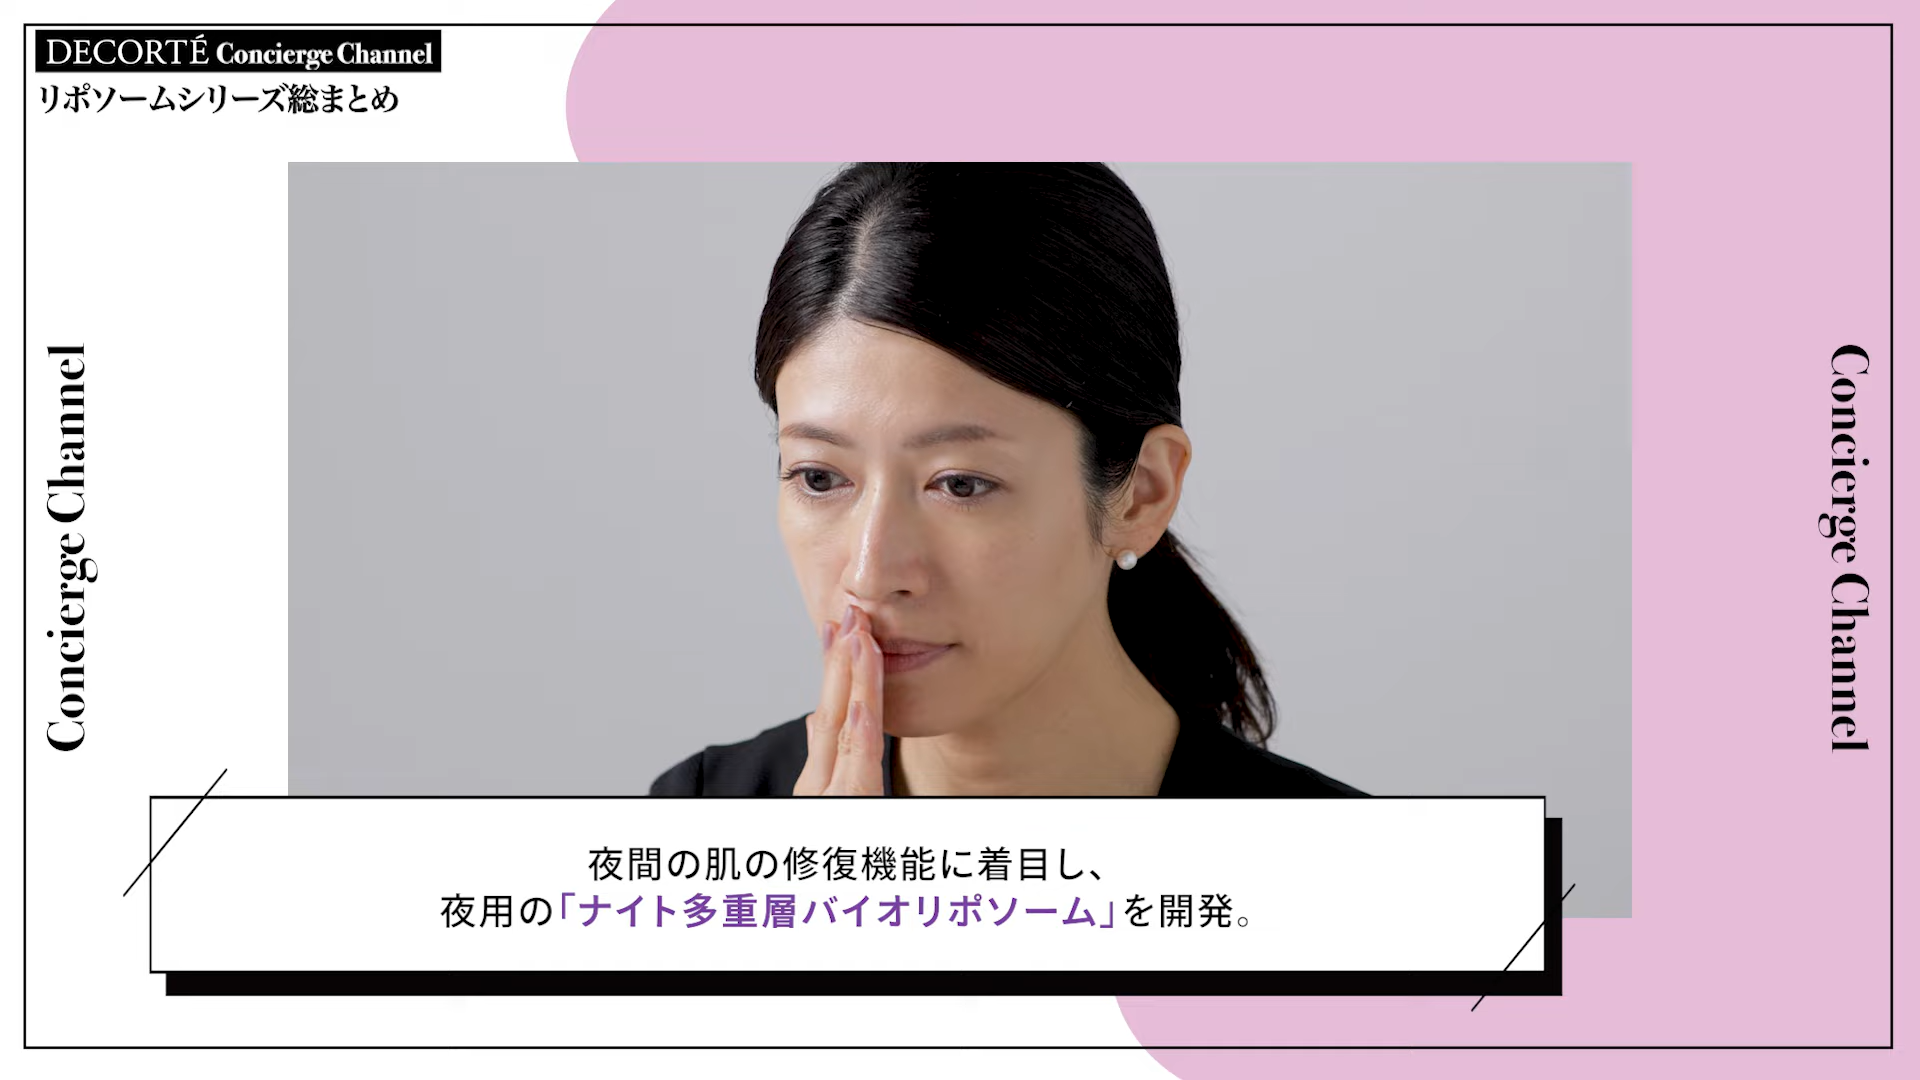 DECORTÉ Concierge Channel
リポソームシリーズ総まとめ
Concierge Channel
Concierge Channel
夜間の肌の修復機能に着目し、
夜用の「ナイト多重層バイオリポソーム」を開発。